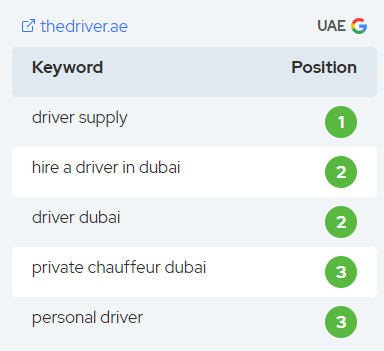 thedriver.ae UAE
Keyword Position
driver supply 1
hire a driver in dubai 2
driver dubai 2
private chauffeur dubai 3
personal driver 3